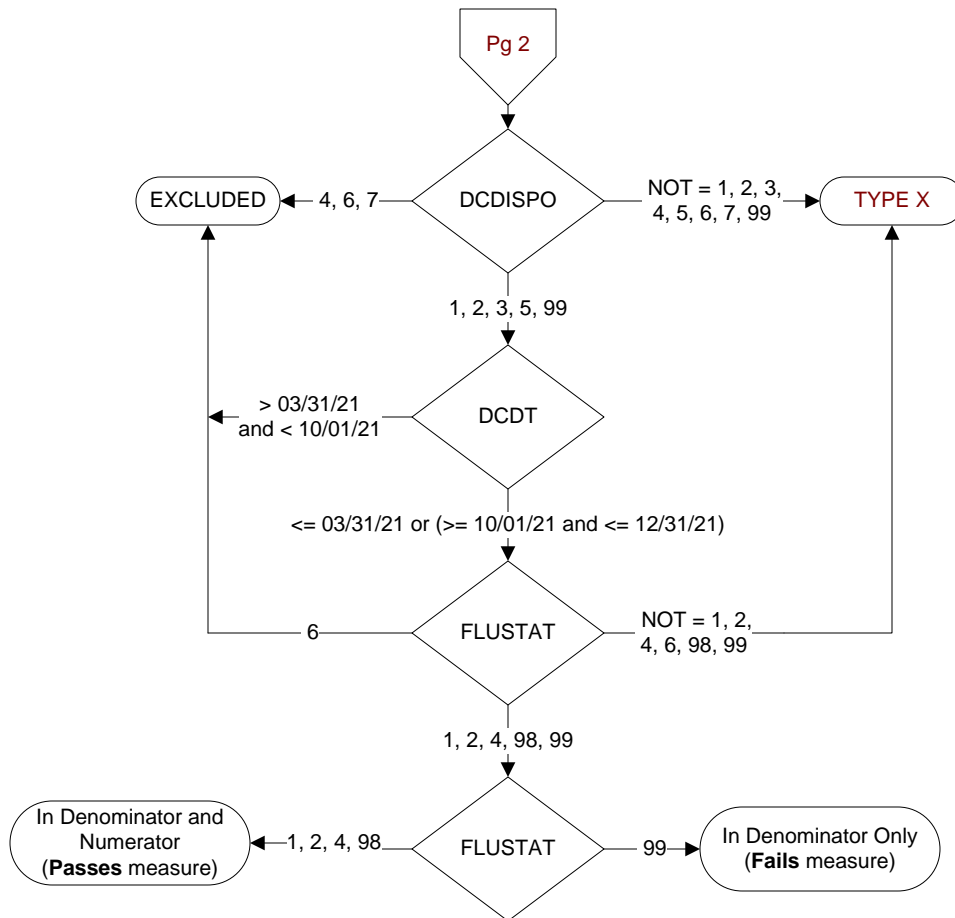 Pg 2
EXCLUDED
4, 6, 7
DCDISPO
NOT = 1, 2, 3,
4, 5, 6, 7, 99
TYPE X
1, 2, 3, 5, 99
> 03/31/21
and < 10/01/21
DCDT
<= 03/31/21 or (>= 10/01/21 and <= 12/31/21)
6
FLUSTAT
NOT = 1, 2,
4, 6, 98, 99
1, 2, 4, 98, 99
In Denominator and
Numerator
(Passes measure)
1, 2, 4, 98
FLUSTAT
99
In Denominator Only
(Fails measure)